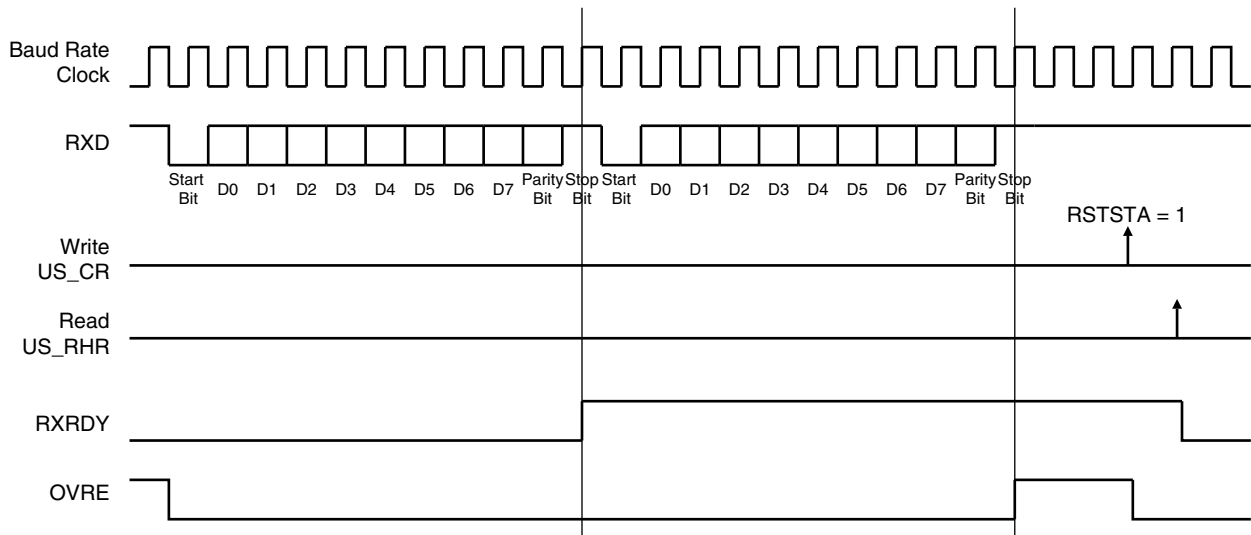 Baud Rate
Clock
RXD
Start
Bit
D0
D1
D2
D3
D4
D5
D6
D7
Parity
Bit
Stop
Bit
Start
Bit
D0
D1
D2
D3
D4
D5
D6
D7
Parity
Bit
Stop
Bit
RSTSTA = 1
Write
US_CR
Read
US_RHR
RXRDY
OVRE